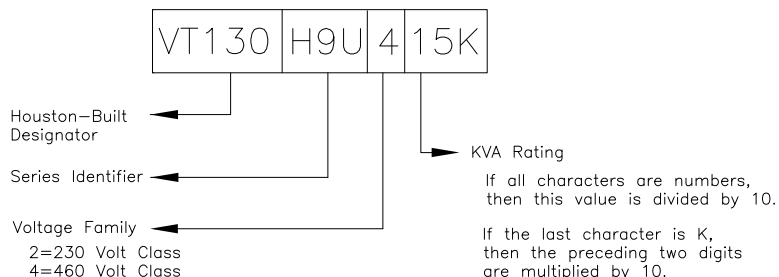 VT130 H9U 4 15K
Houston-Built
Designator
Series Identifier
Voltage Family
2=230 Volt Class
4=460 Volt Class
KVA Rating
If all characters are numbers,
then this value is divided by 10.
If the last character is K,
then the preceding two digits
are multiplied by 10.